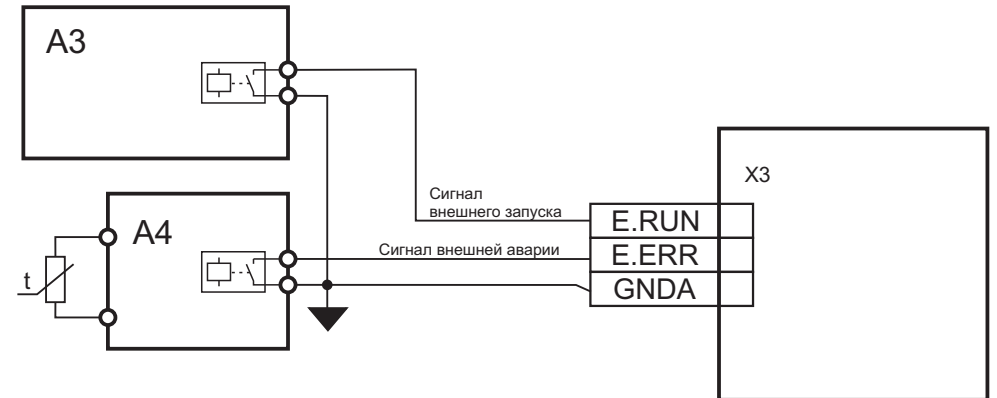 A3
X3
Сигнал
внешнего запуска
E.RUN
A4
Сигнал внешней аварии
E.ERR
t
GNDA